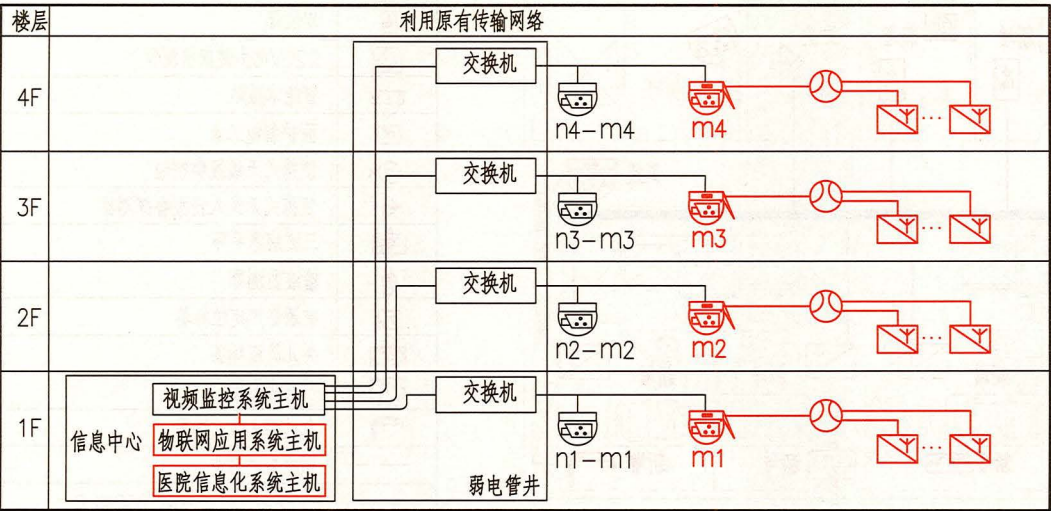 楼层
利用原有传输网络
4F
交换机
n4-m4
m4
...
3F
交换机
n3-m3
m3
...
2F
交换机
n2-m2
m2
...
1F
信息中心
视频监控系统主机
物联网应用系统主机
医院信息化系统主机
交换机
n1-m1
m1
...
弱电管井